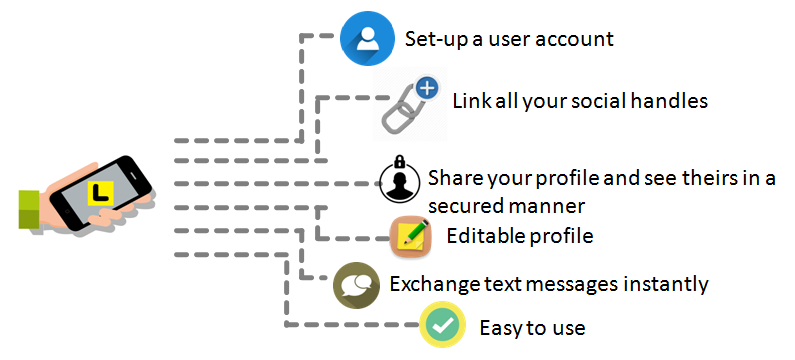 Set-up a user account
Link all your social handles
L
Share your profile and see theirs in a
secured manner
Editable profile
Exchange text messages instantly
Easy to use